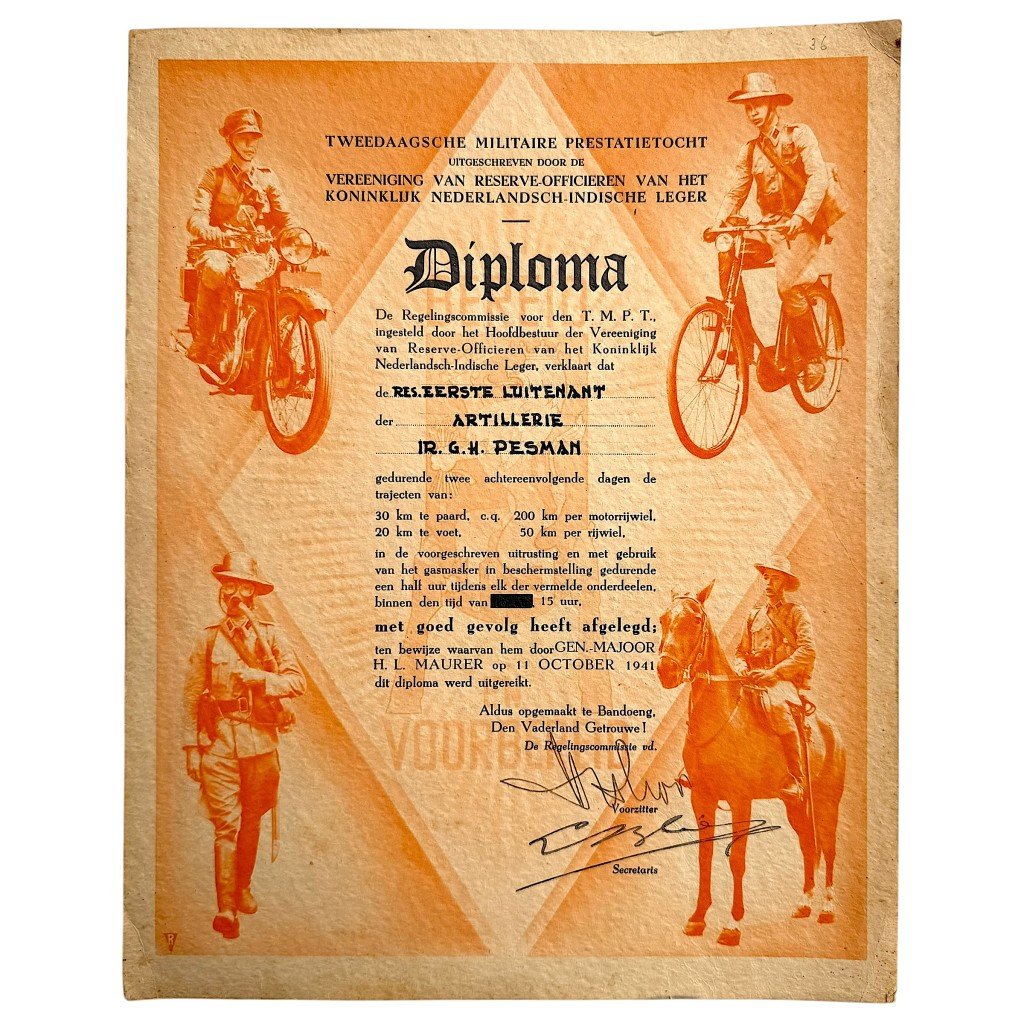 36
TWEEDAAGSCHE MILITAIRE PRESTATIETOCHT
UITGESCHREVEN DOOR DE
VEREENIGING VAN RESERVE-OFFICIEREN VAN HET
KONINKLIJK NEDERLANDSCH-INDISCHE LEGER
Diploma
De Regelingscommissie voor den T. M. P. T.,
ingesteld door het Hoofdbestuur der Vereeniging
van Reserve-Officieren van het Koninklijk
Nederlandsch-Indische Leger, verklaart dat
de RES. EERSTE LUITENANT
der ARTILLERIE
IR. G. H. PESMAN
gedurende twee achtereenvolgende dagen de
trajecten van:
30 km te paard, c.q. 200 km per motorrijwiel,
20 km te voet, 50 km per rijwiel,
in de voorgeschreven uitrusting en met gebruik
van het gasmasker in beschermstelling gedurende
een half uur tijdens elk der vermelde onderdeelen,
binnen den tijd van 15 uur,
met goed gevolg heeft afgelegd;
ten bewijze waarvan hem door GEN.-MAJOOR
H. L. MAURER op 11 OCTOBER 1941
dit diploma werd uitgereikt.
Aldus opgemaakt te Bandoeng,
Den Vaderland Getrouwe!
De Regelingscommissie vd.
Voorzitter
Secretaris
R